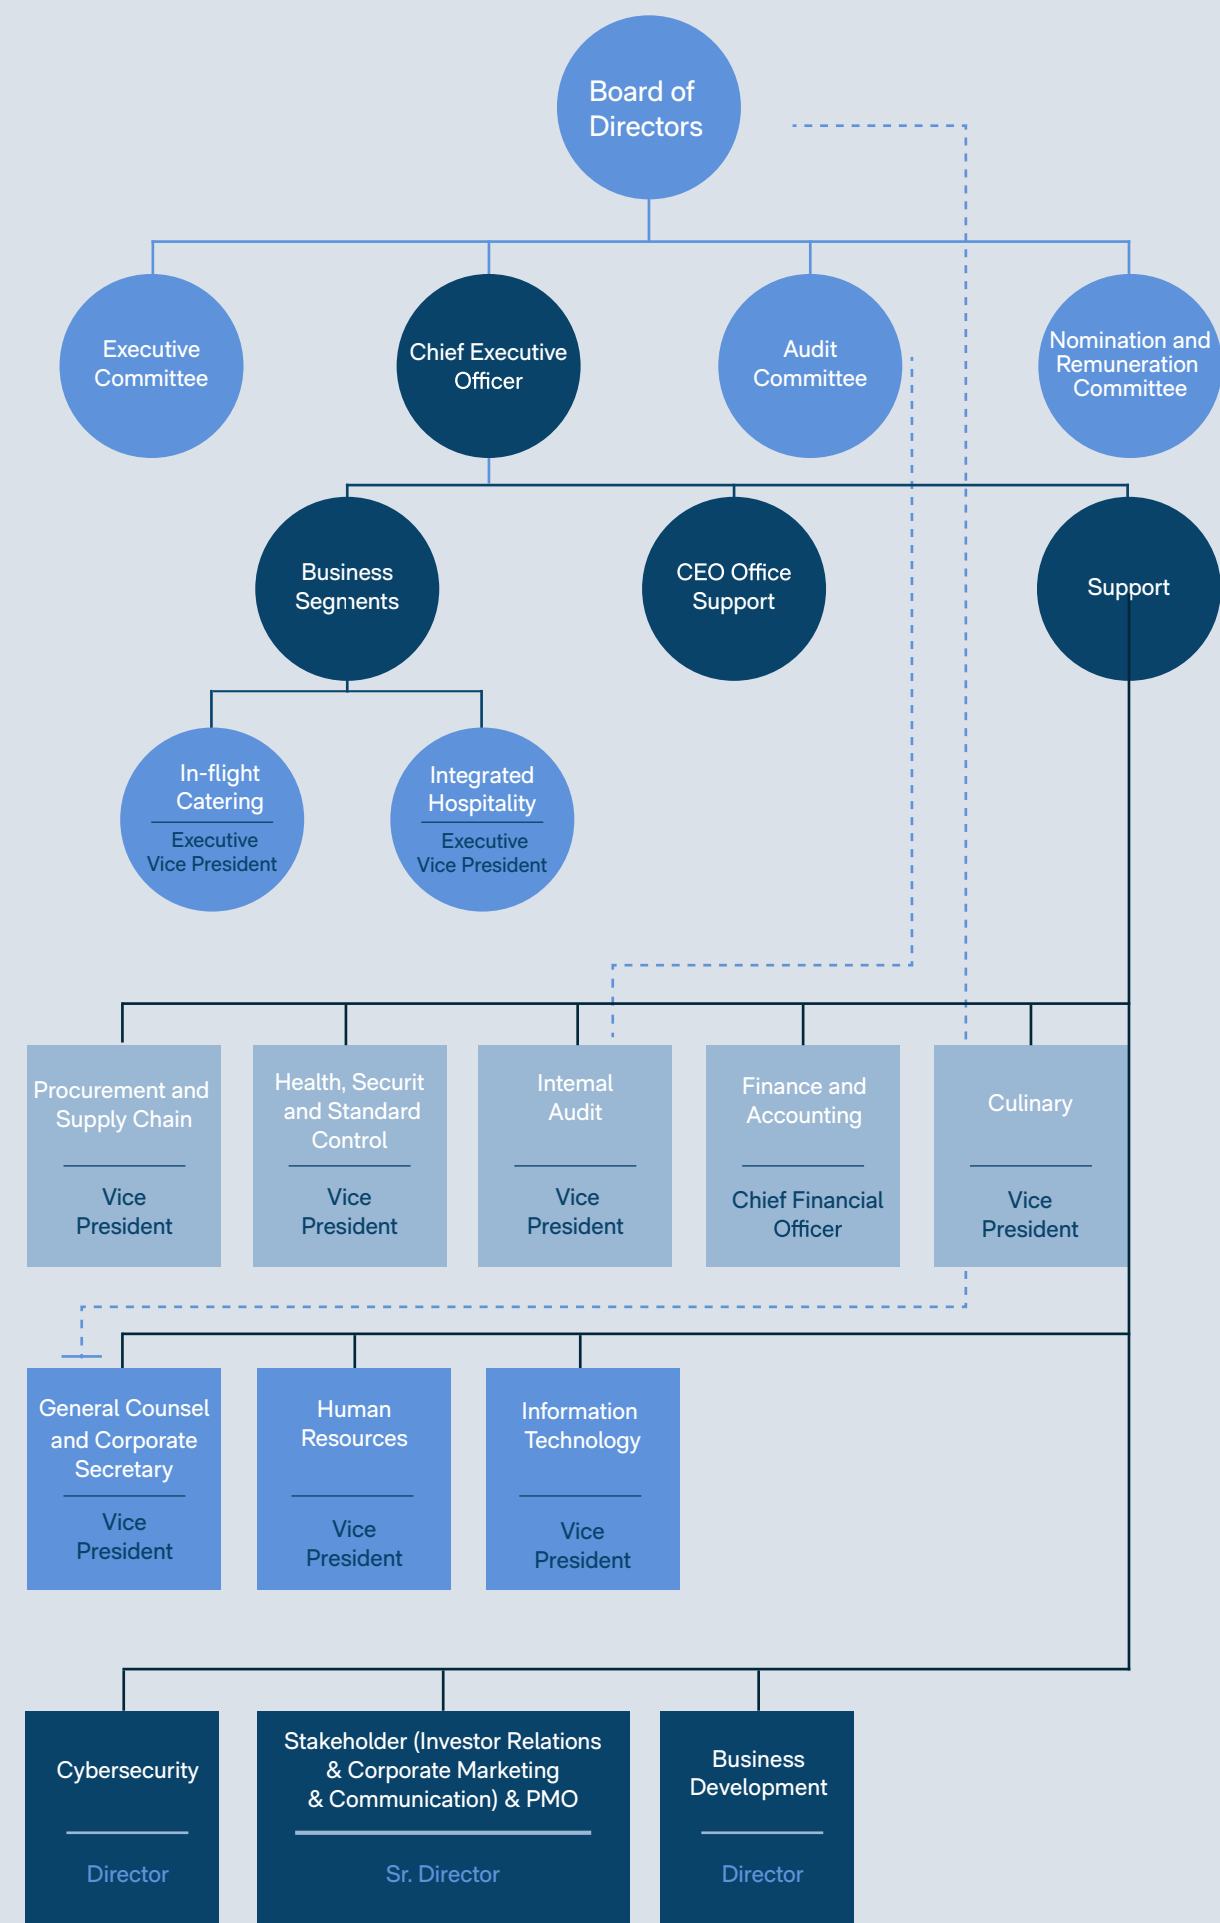 Board of
Directors
Executive
Committee
Chief Executive
Officer
Audit
Committee
Nomination and
Remuneration
Committee
Business
Segments
CEO Office
Support
Support
In-flight
Catering
Executive
Vice President
Integrated
Hospitality
Executive
Vice President
Procurement and
Supply Chain
Vice
President
Health, Securit
and Standard
Control
Vice
President
Intemal
Audit
Vice
President
Finance and
Accounting
Chief Financial
Officer
Culinary
Vice
President
General Counsel
and Corporate
Secretary
Vice
President
Human
Resources
Vice
President
Information
Technology
Vice
President
Cybersecurity
Director
Stakeholder (Investor Relations
& Corporate Marketing
& Communication) & PMO
Sr. Director
Business
Development
Director